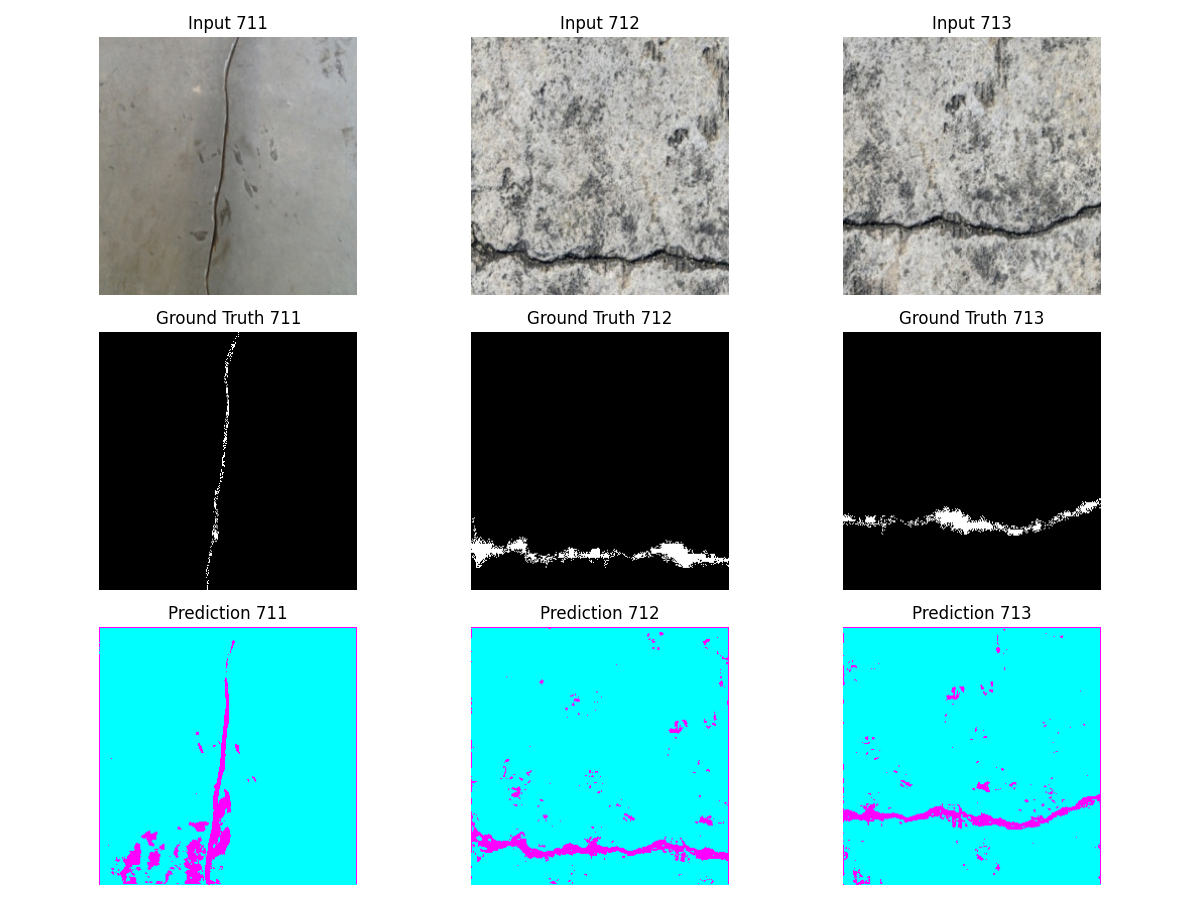 Input 711
Input 712
Input 713
Ground Truth 711
Ground Truth 712
Ground Truth 713
Prediction 711
Prediction 712
Prediction 713